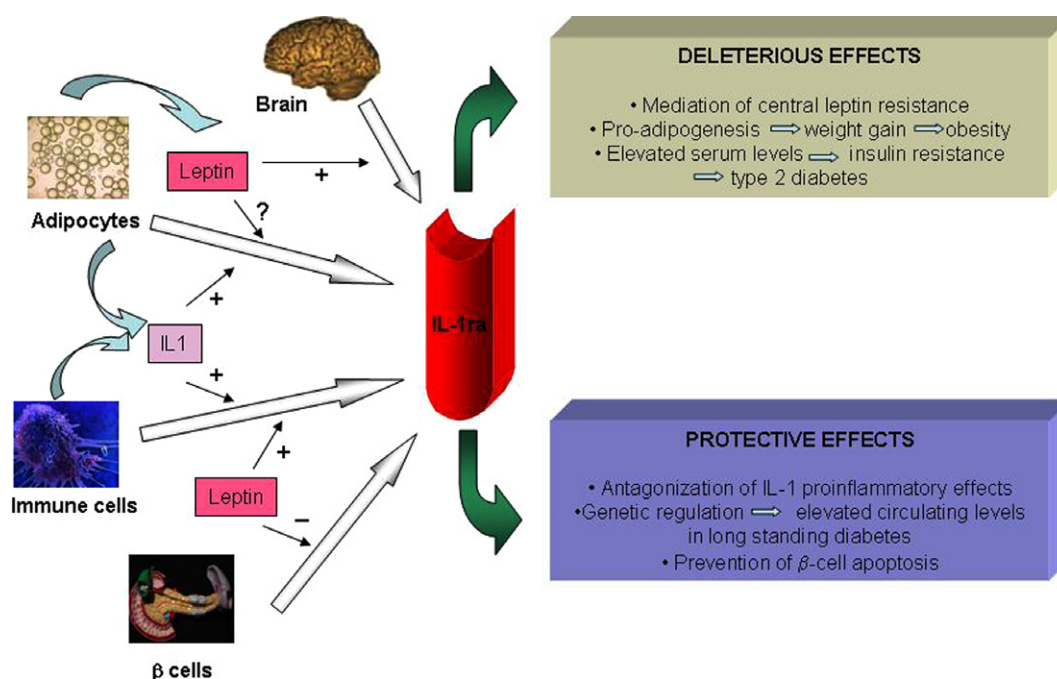 Brain
Leptin
+
?
Adipocytes
+
IL1
+
IL-1ra
+
Immune cells
Leptin
–
β cells
DELETERIOUS EFFECTS
• Mediation of central leptin resistance
• Pro-adipogenesis weight gain obesity
• Elevated serum levels insulin resistance
type 2 diabetes
PROTECTIVE EFFECTS
• Antagonization of IL-1 proinflammatory effects
•Genetic regulation elevated circulating levels
in long standing diabetes
• Prevention of β-cell apoptosis